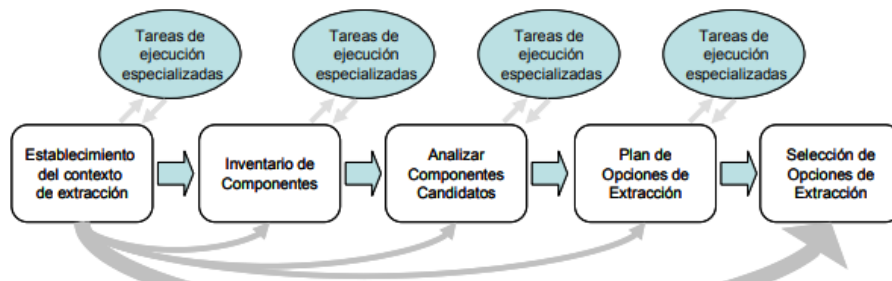 Tareas de
ejecución
especializadas
Tareas de
ejecución
especializadas
Tareas de
ejecución
especializadas
Tareas de
ejecución
especializadas
Establecimiento
del contexto
de extracción
Inventario de
Componentes
Analizar
Componentes
Candidatos
Plan de
Opciones de
Extracción
Selección de
Opciones de
Extracción